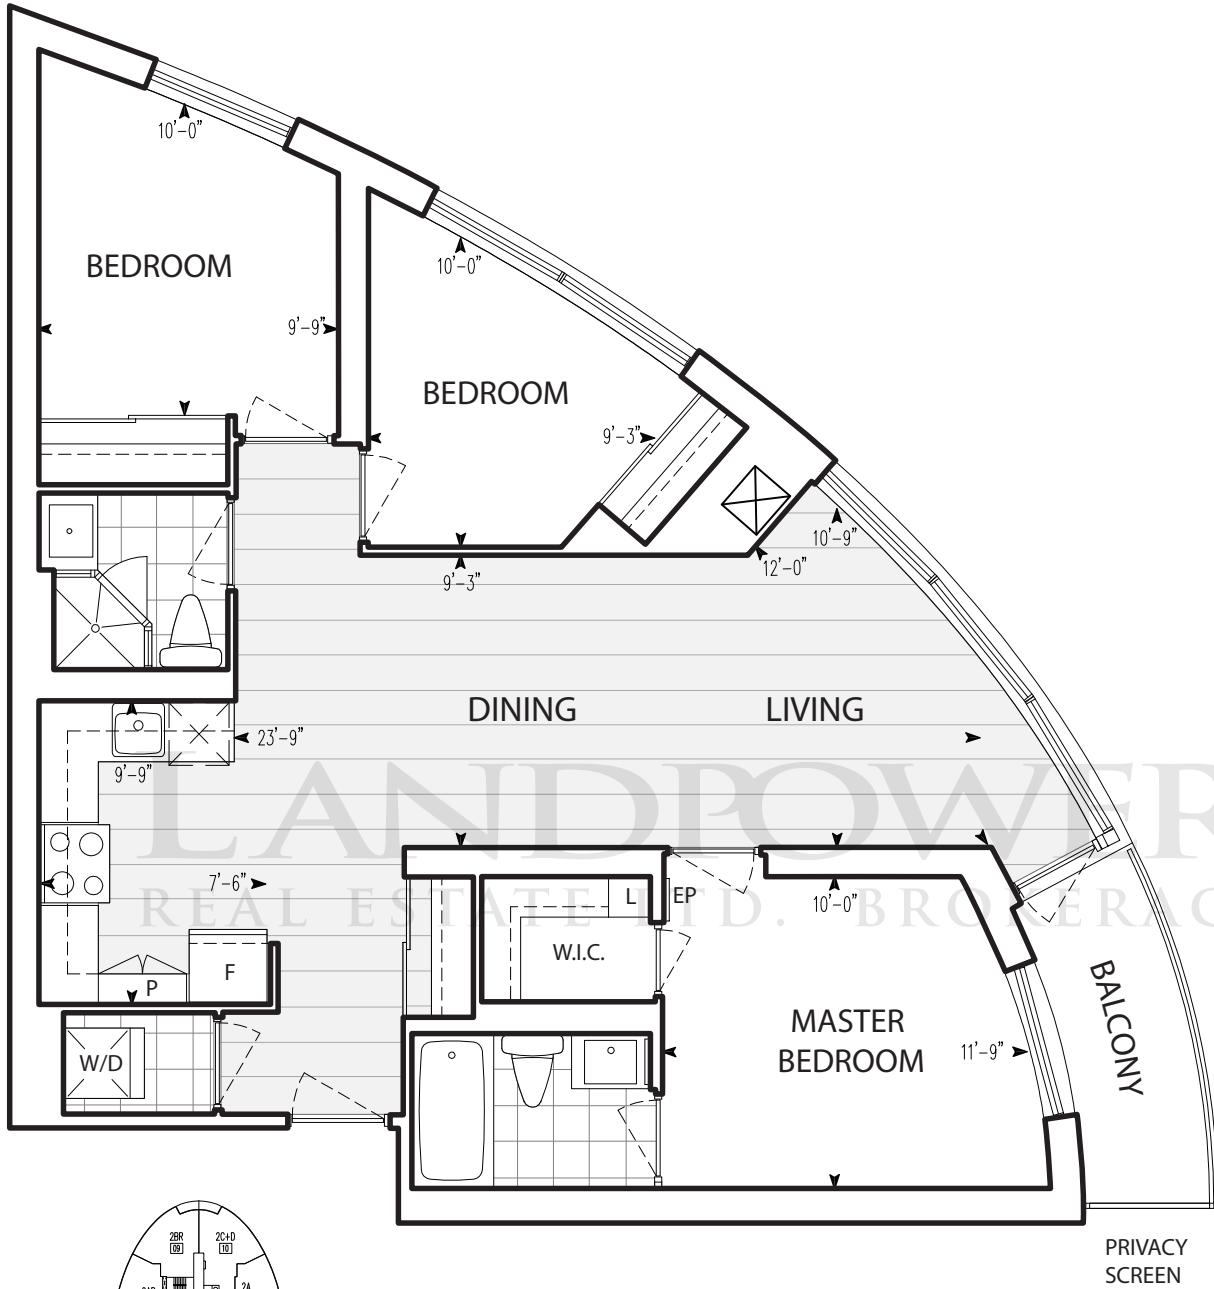 10'-0"
BEDROOM
10'-0"
9'-9"
BEDROOM
9'-3"
10'-9"
12'-0"
9'-3"
DINING
LIVING
23'-9"
9'-9"
LANDPOWER
7'-6"
L
EP
10'-0"
REAL ESTATE LTD. BROKERAG
W.I.C.
F
P
BALCONY
MASTER
BEDROOM
11'-9"
W/D
2BR
09
2C+D
10
2A
PRIVACY
SCREEN